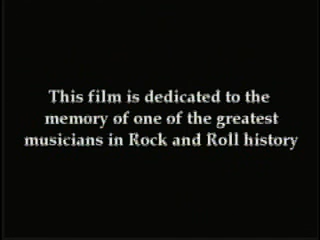 This film is dedicated to the
memory of one of the greatest
musicians in Rock and Roll history